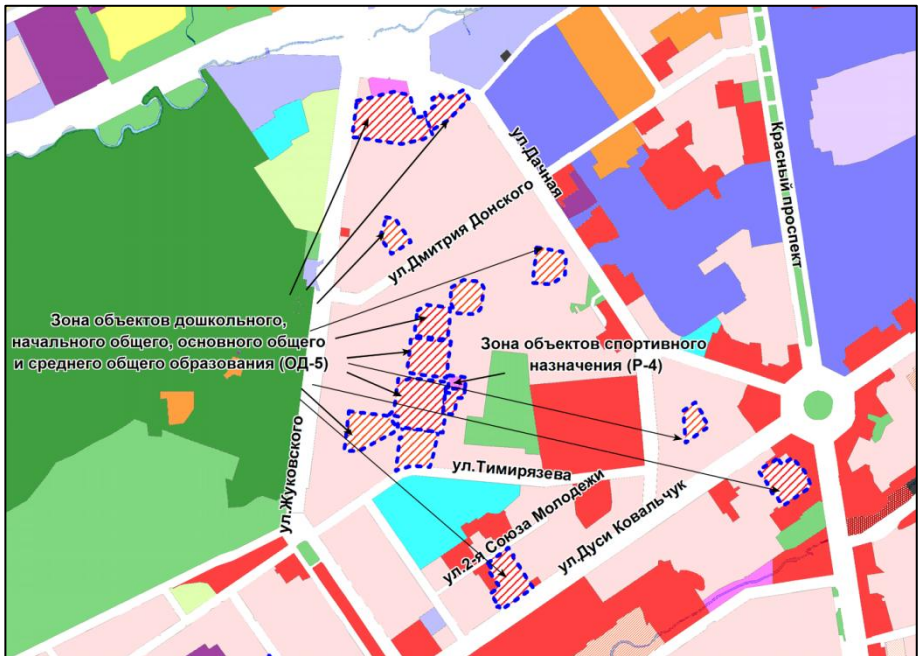 ул.Дачная
Красный проспект
ул.Дмитрия Донского
Зона объектов дошкольного,
начального общего, основного общего
и среднего общего образования (ОД-5)
Зона объектов спортивного
назначения (Р-4)
ул.Жуковского
ул.Тимирязева
ул.2-я Союза Молодежи
ул.Дуси Ковальчук